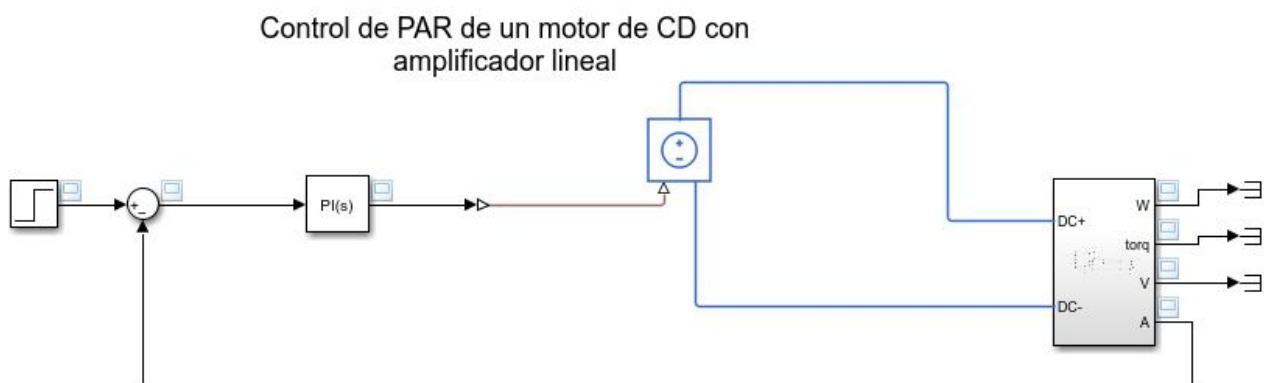 Control de PAR de un motor de CD con
amplificador lineal
PI(s)
DC+
DC-
W
torq
V
A